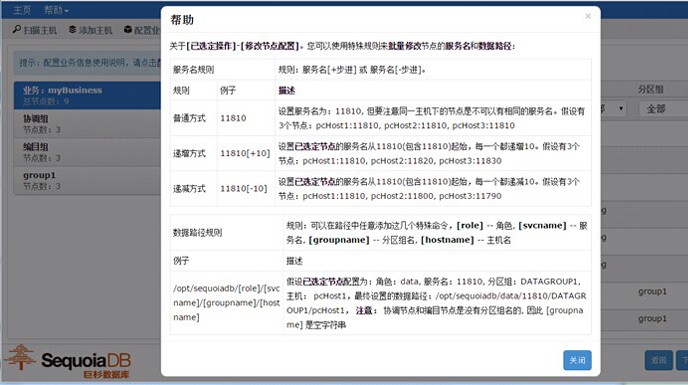 主页 帮助
扫描主机 添加主机 配置业
提示：配置业务信息使用说明，请点击
业务：myBusiness
总节点数：9
协调组
节点数：3
编目组
节点数：3
group1
节点数：3
SequoiaDB
巨杉数据库
帮助
×
关于[已选定操作]-[修改节点配置]。您可以使用特殊规则来批量修改节点的服务名和数据路径：
服务名规则 规则：服务名[+步进] 或 服务名[-步进]。
规则 例子 描述
普通方式 11810 设置服务名为：11810, 但要注意同一主机下的节点是不可以有相同的服务名。假设有
3个节点：pcHost1:11810, pcHost2:11810, pcHost3:11810
递增方式 11810[+10] 设置已选定节点的服务名从11810(包含11810)起始，每一个都递增10。假设有3个
节点：pcHost1:11810, pcHost2:11820, pcHost3:11830
递减方式 11810[-10] 设置已选定节点的服务名从11810(包含11810)起始，每一个都递减10。假设有3个节
点：pcHost1:11810, pcHost2:11800, pcHost3:11790
数据路径规则 规则：可以在路径中任意添加这几个特殊命令，[role] -- 角色, [svcname] -- 服
务名, [groupname] -- 分区组名, [hostname] -- 主机名
例子 描述
/opt/sequoiadb/[role]/[svc
name]/[groupname]/[host
name]
假设已选定节点配置为：角色：data, 服务名：11810, 分区组：DATAGROUP1,
主机： pcHost1，最终设置的数据路径：/opt/sequoiadb/data/11810/DATAGR
OUP1/pcHost1， 注意： 协调节点和编目节点是没有分区组名的, 因此 [groupna
me] 是空字符串
关闭
分区组
部 全部
group1
group1
返回 下